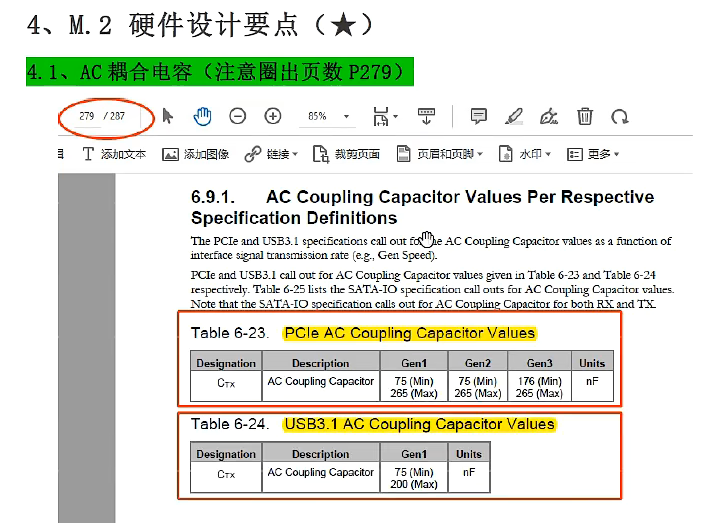 4、M.2 硬件设计要点（★）
4.1、AC 耦合电容（注意圈出页数 P279）
279 / 287
85%
添加文本 添加图像 链接 裁剪页面 页眉和页脚 水印 更多
6.9.1. AC Coupling Capacitor Values Per Respective
Specification Definitions
The PCIe and USB3.1 specifications call out for the AC Coupling Capacitor values as a function of
interface signal transmission rate (e.g., Gen Speed).
PCIe and USB3.1 call out for AC Coupling Capacitor values given in Table 6-23 and Table 6-24
respectively. Table 6-25 lists the SATA-IO specification call outs for AC Coupling Capacitor values.
Note that the SATA-IO specification calls out for AC Coupling Capacitor for both RX and TX.
Table 6-23. PCIe AC Coupling Capacitor Values
Designation Description Gen1 Gen2 Gen3 Units
CTX AC Coupling Capacitor 75 (Min) 75 (Min) 176 (Min) nF
265 (Max) 265 (Max) 265 (Max)
Table 6-24. USB3.1 AC Coupling Capacitor Values
Designation Description Gen1 Units
CTX AC Coupling Capacitor 75 (Min) nF
200 (Max)